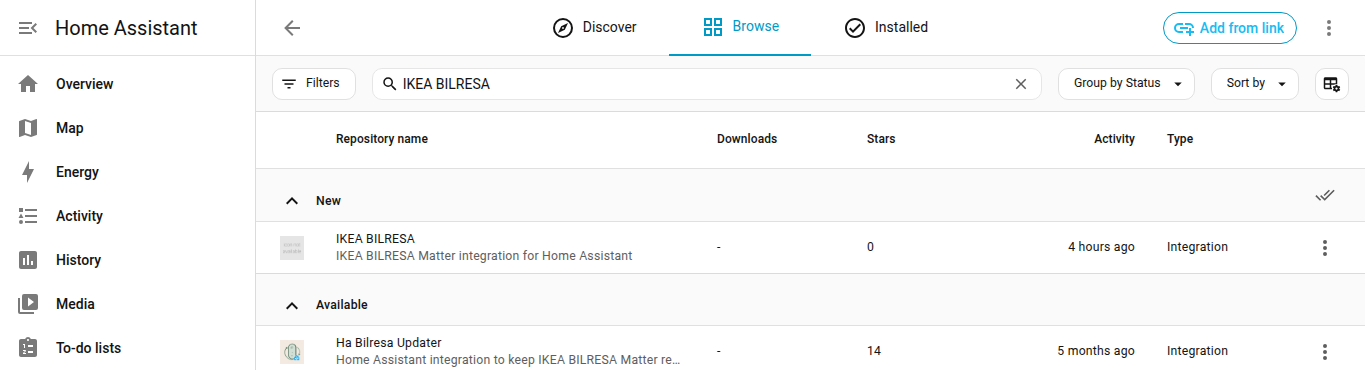 Home Assistant
Discover
Browse
Installed
Add from link
Overview
Map
Energy
Activity
History
Media
To-do lists
Filters
IKEA BILRESA
Group by Status
Sort by
Repository name
Downloads
Stars
Activity
Type
New
IKEA BILRESA
IKEA BILRESA Matter integration for Home Assistant
-
0
4 hours ago
Integration
Available
Ha Bilresa Updater
Home Assistant integration to keep IKEA BILRESA Matter re…
-
14
5 months ago
Integration